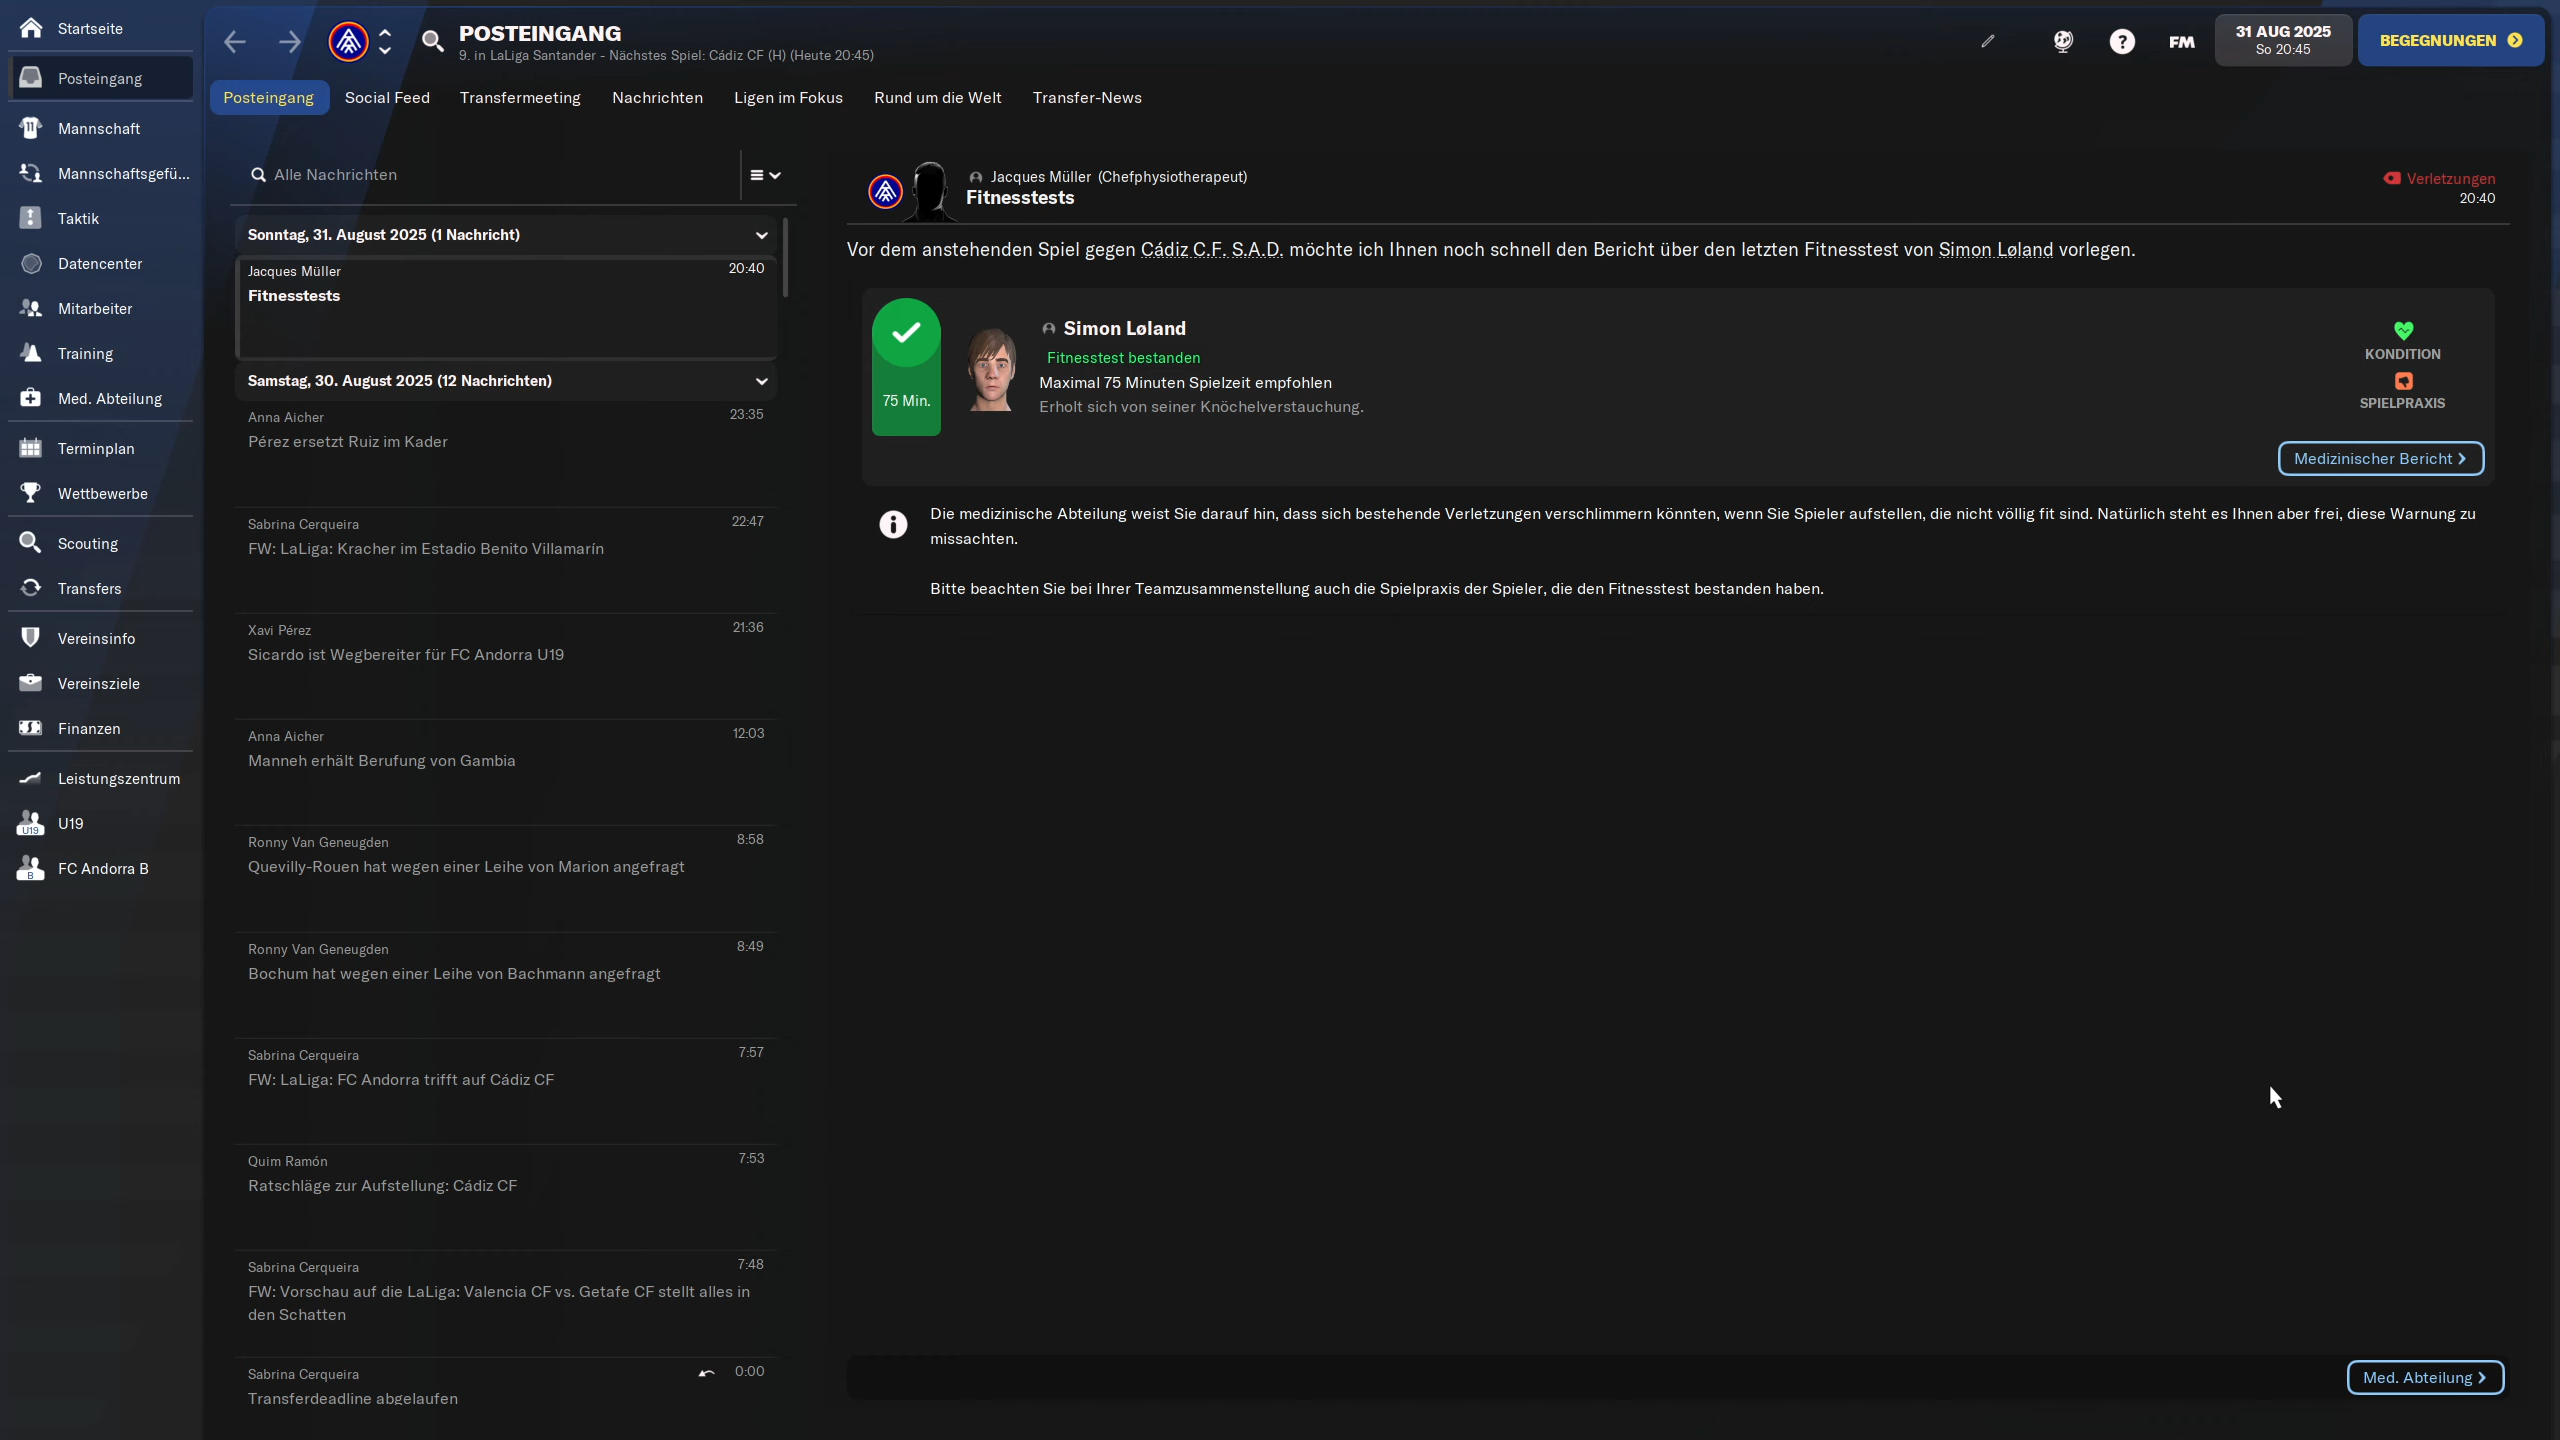 Startseite
Posteingang
Mannschaft
Mannschaftsgefü...
Taktik
Datencenter
Mitarbeiter
Training
Med. Abteilung
Terminplan
Wettbewerbe
Scouting
Transfers
Vereinsinfo
Vereinsziele
Finanzen
Leistungszentrum
U19
U19
B
FC Andorra B
POSTEINGANG
9. in LaLiga Santander - Nächstes Spiel: Cádiz CF (H) (Heute 20:45)
FM
31 AUG 2025
So 20:45
BEGEGNUNGEN
Posteingang
Social Feed
Transfermeeting
Nachrichten
Ligen im Fokus
Rund um die Welt
Transfer-News
Alle Nachrichten
Sonntag, 31. August 2025 (1 Nachricht)
Jacques Müller 20:40
Fitnesstests
Samstag, 30. August 2025 (12 Nachrichten)
Anna Aicher 23:35
Pérez ersetzt Ruiz im Kader
Sabrina Cerqueira 22:47
FW: LaLiga: Kracher im Estadio Benito Villamarín
Xavi Pérez 21:36
Sicardo ist Wegbereiter für FC Andorra U19
Anna Aicher 12:03
Manneh erhält Berufung von Gambia
Ronny Van Geneugden 8:58
Quevilly-Rouen hat wegen einer Leihe von Marion angefragt
Ronny Van Geneugden 8:49
Bochum hat wegen einer Leihe von Bachmann angefragt
Sabrina Cerqueira 7:57
FW: LaLiga: FC Andorra trifft auf Cádiz CF
Quim Ramón 7:53
Ratschläge zur Aufstellung: Cádiz CF
Sabrina Cerqueira 7:48
FW: Vorschau auf die LaLiga: Valencia CF vs. Getafe CF stellt alles in
den Schatten
Sabrina Cerqueira 0:00
Transferdeadline abgelaufen
Jacques Müller (Chefphysiotherapeut)
Fitnesstests
Verletzungen
20:40
Vor dem anstehenden Spiel gegen Cádiz C.F. S.A.D. möchte ich Ihnen noch schnell den Bericht über den letzten Fitnesstest von Simon Løland vorlegen.
75 Min.
Simon Løland
Fitnesstest bestanden
Maximal 75 Minuten Spielzeit empfohlen
Erholt sich von seiner Knöchelverstauchung.
KONDITION
SPIELPRAXIS
Medizinischer Bericht
Die medizinische Abteilung weist Sie darauf hin, dass sich bestehende Verletzungen verschlimmern könnten, wenn Sie Spieler aufstellen, die nicht völlig fit sind. Natürlich steht es Ihnen aber frei, diese Warnung zu
missachten.
Bitte beachten Sie bei Ihrer Teamzusammenstellung auch die Spielpraxis der Spieler, die den Fitnesstest bestanden haben.
Med. Abteilung